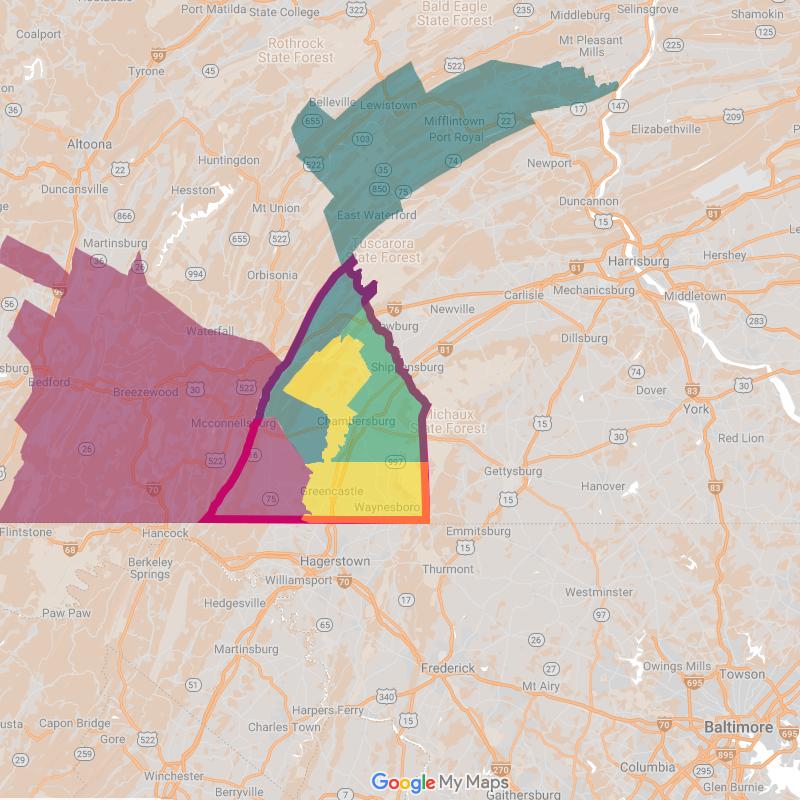 Port Matilda
State College
322
Bald Eagle
State Forest
235
Middleburg
Selinsgrove
Shamokin
125
Coalport
99
Tyrone
45
Rothrock
State Forest
522
Mt Pleasant
Mills
225
36
Belleville
Lewistown
655
147
17
209
Altoona
Huntingdon
103
Mifflintown
Port Royal
22
Elizabethville
22
522
35
74
Newport
Duncansville
Hesston
850
75
866
Mt Union
East Waterford
Duncannon
15
81
Martinsburg
655
522
Tuscarora
State Forest
36
26
994
Orbisonia
81
Harrisburg
Hershey
56
99
76
Carlisle
Mechanicsburg
Middletown
Newville
283
Waterfall
81
Dillsburg
Shippensburg
74
Bedford
Breezewood
30
522
Dover
83
York
Mcconnellsburg
Chambersburg
Michaux
State Forest
15
30
Red Lion
26
522
16
997
Gettysburg
70
75
Greencastle
15
Hanover
83
Waynesboro
Flintstone
Hancock
Emmitsburg
68
Berkeley
Springs
Hagerstown
15
Williamsport
70
Thurmont
Paw Paw
Hedgesville
17
Westminster
97
65
Martinsburg
26
Frederick
27
Owings Mills
Towson
51
340
Mt Airy
695
Capon Bridge
Harpers Ferry
15
70
Baltimore
695
Gore
522
Charles Town
895
259
29
Winchester
Google My Maps
270
Columbia
295
Glen Burnie
Berryville
7
Gaithersburg